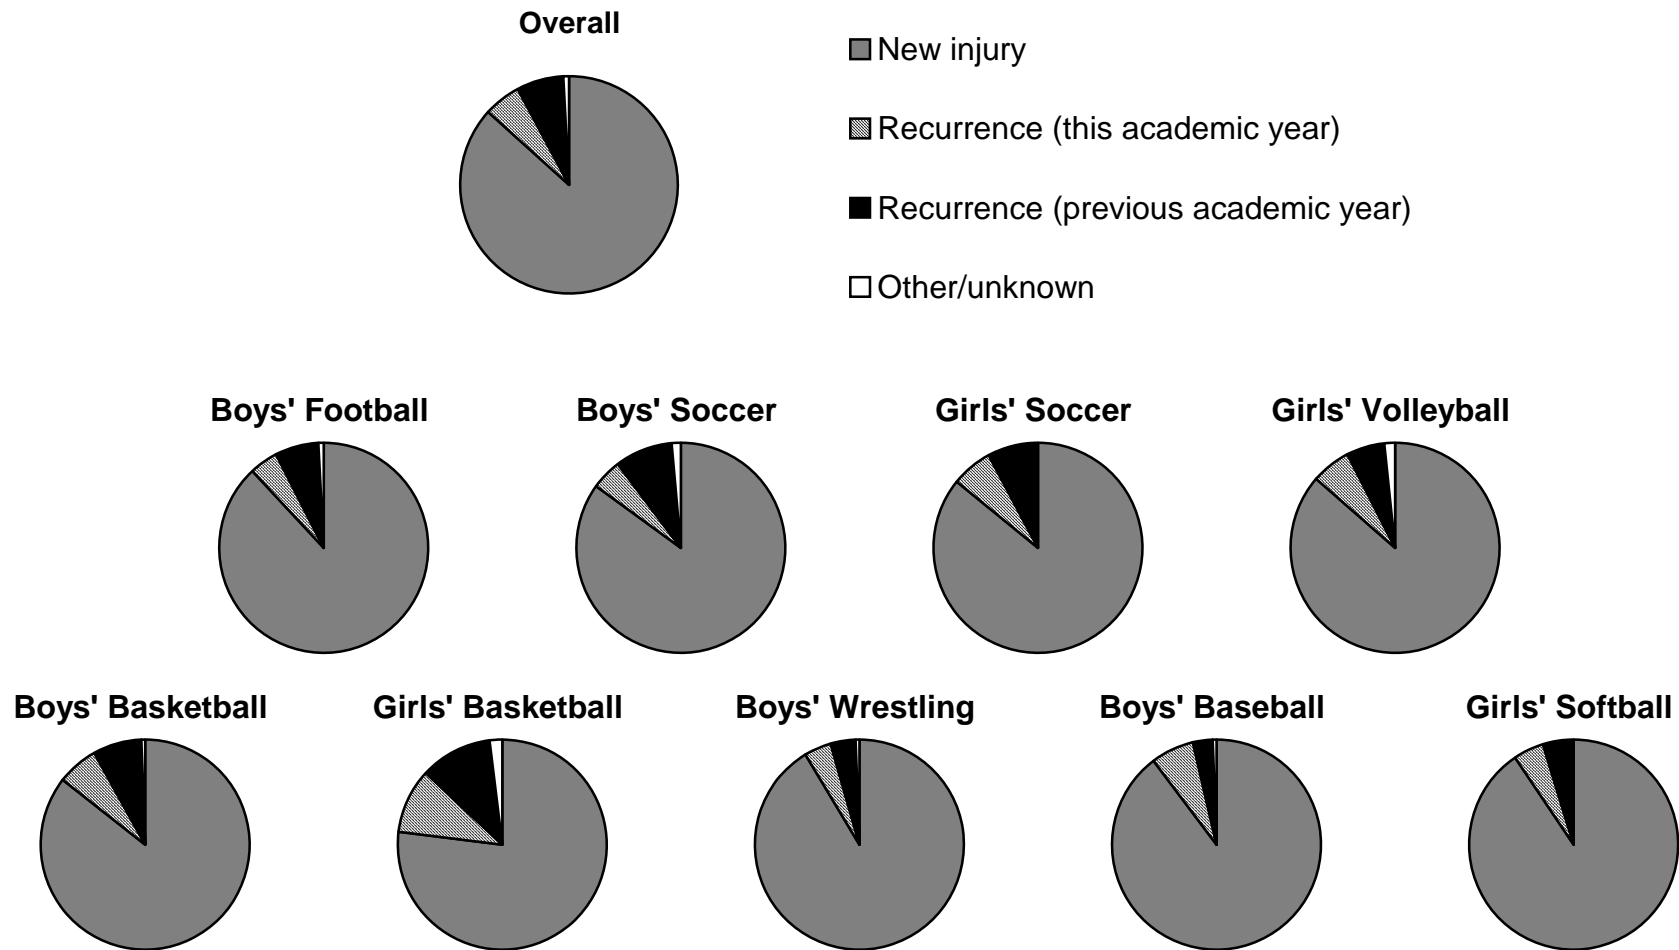 Overall
New injury
Recurrence (this academic year)
Recurrence (previous academic year)
Other/unknown
Boys' Football
Boys' Soccer
Girls' Soccer
Girls' Volleyball
Boys' Basketball
Girls' Basketball
Boys' Wrestling
Boys' Baseball
Girls' Softball